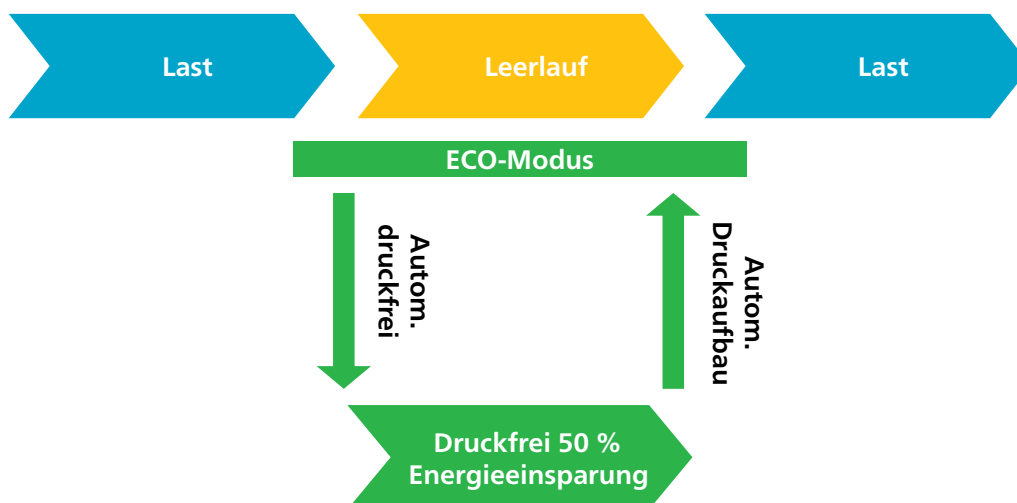 Last
Leerlauf
Last
ECO-Modus
Autom.
druckfrei
Autom.
Druckaufbau
Druckfrei 50 %
Energieeinsparung